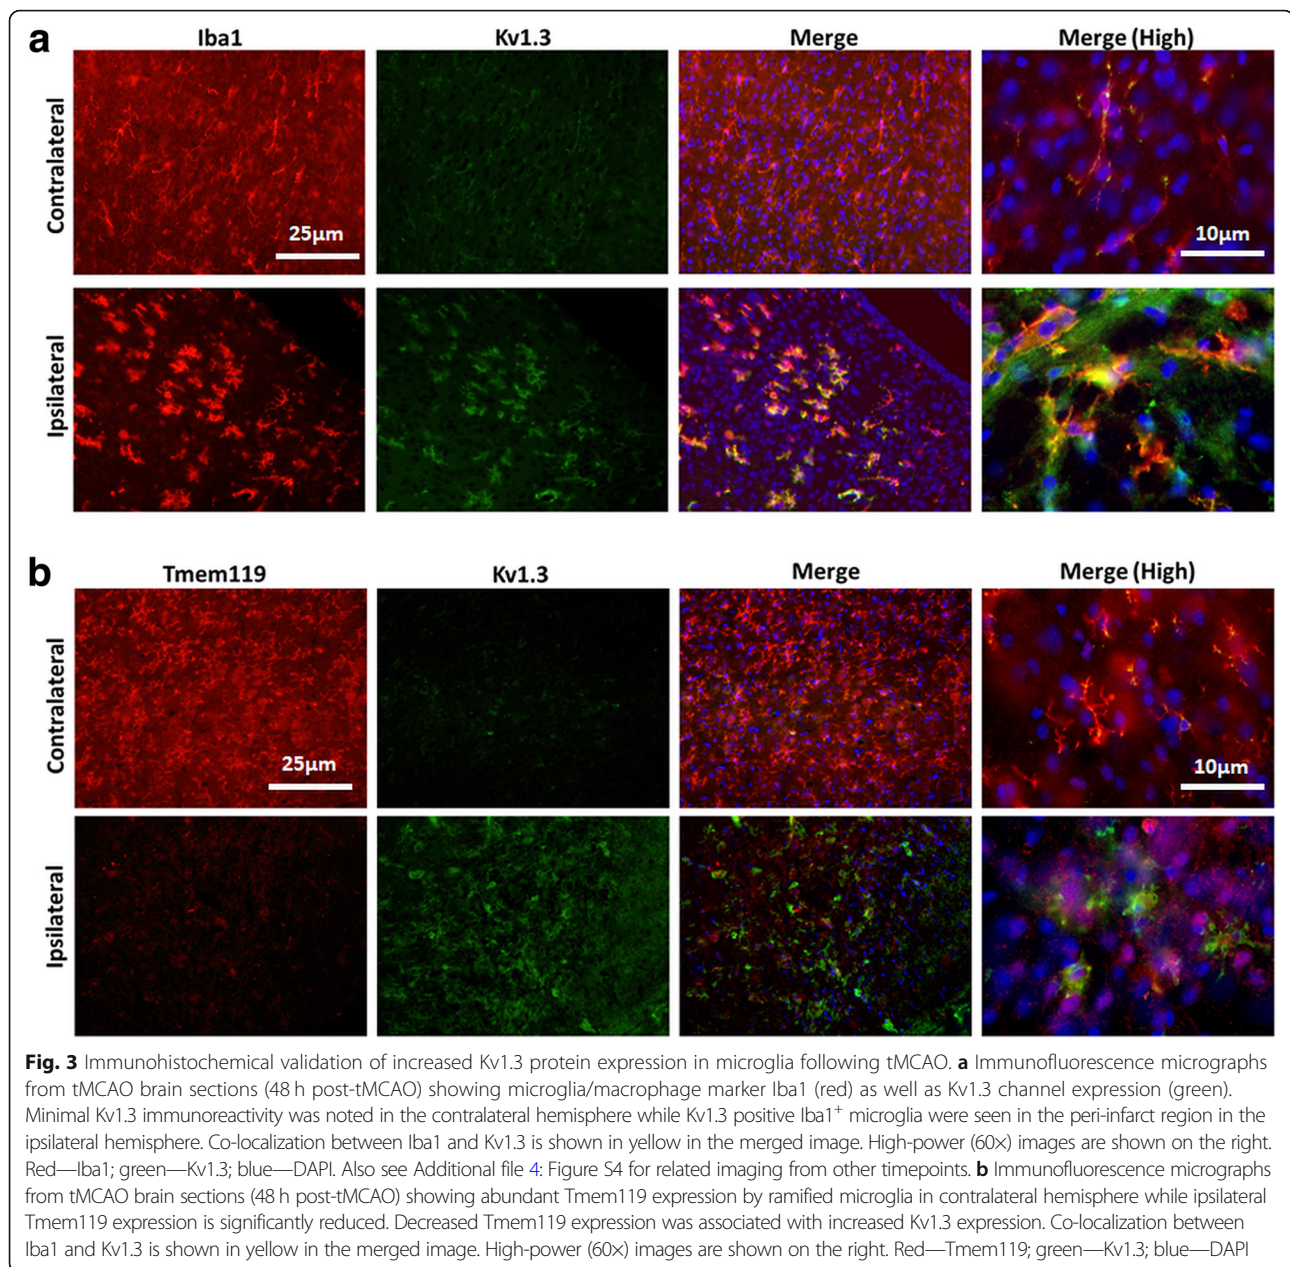 a
Iba1 Kv1.3 Merge Merge (High)
Contralateral
25µm
10µm
Ipsilateral
b
Tmem119 Kv1.3 Merge Merge (High)
Contralateral
25µm
10µm
Ipsilateral
Fig. 3 Immunohistochemical validation of increased Kv1.3 protein expression in microglia following tMCAO. a Immunofluorescence micrographs
from tMCAO brain sections (48 h post-tMCAO) showing microglia/macrophage marker Iba1 (red) as well as Kv1.3 channel expression (green).
Minimal Kv1.3 immunoreactivity was noted in the contralateral hemisphere while Kv1.3 positive Iba1⁺ microglia were seen in the peri-infarct region in the
ipsilateral hemisphere. Co-localization between Iba1 and Kv1.3 is shown in yellow in the merged image. High-power (60×) images are shown on the right.
Red—Iba1; green—Kv1.3; blue—DAPI. Also see Additional file 4: Figure S4 for related imaging from other timepoints. b Immunofluorescence micrographs
from tMCAO brain sections (48 h post-tMCAO) showing abundant Tmem119 expression by ramified microglia in contralateral hemisphere while ipsilateral
Tmem119 expression is significantly reduced. Decreased Tmem119 expression was associated with increased Kv1.3 expression. Co-localization between
Iba1 and Kv1.3 is shown in yellow in the merged image. High-power (60×) images are shown on the right. Red—Tmem119; green—Kv1.3; blue—DAPI